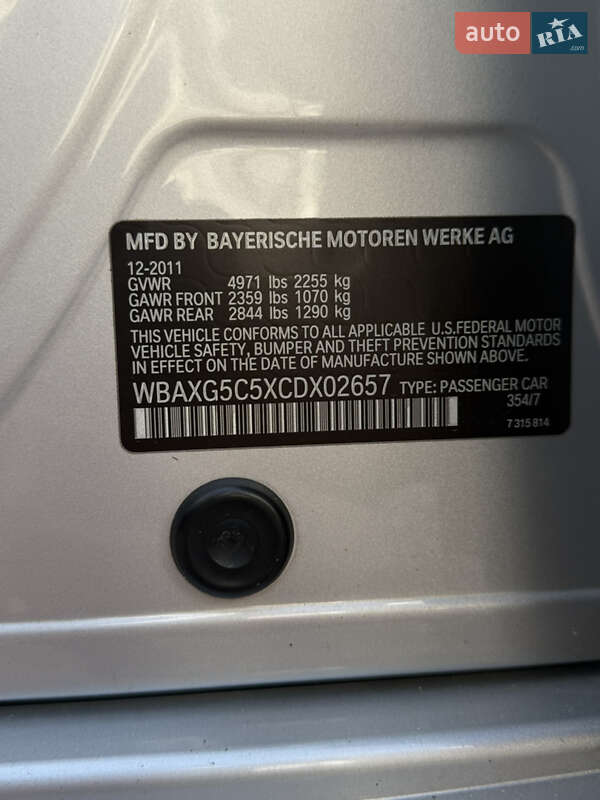 auto RIA
.com
MFD BY BAYERISCHE MOTOREN WERKE AG
12-2011
GVWR 4971 lbs 2255 kg
GAWR FRONT 2359 lbs 1070 kg
GAWR REAR 2844 lbs 1290 kg
THIS VEHICLE CONFORMS TO ALL APPLICABLE U.S.FEDERAL MOTOR
VEHICLE SAFETY, BUMPER AND THEFT PREVENTION STANDARDS
IN EFFECT ON THE DATE OF MANUFACTURE SHOWN ABOVE.
WBAXG5C5XCDX02657 TYPE: PASSENGER CAR
354/7
7 315 814